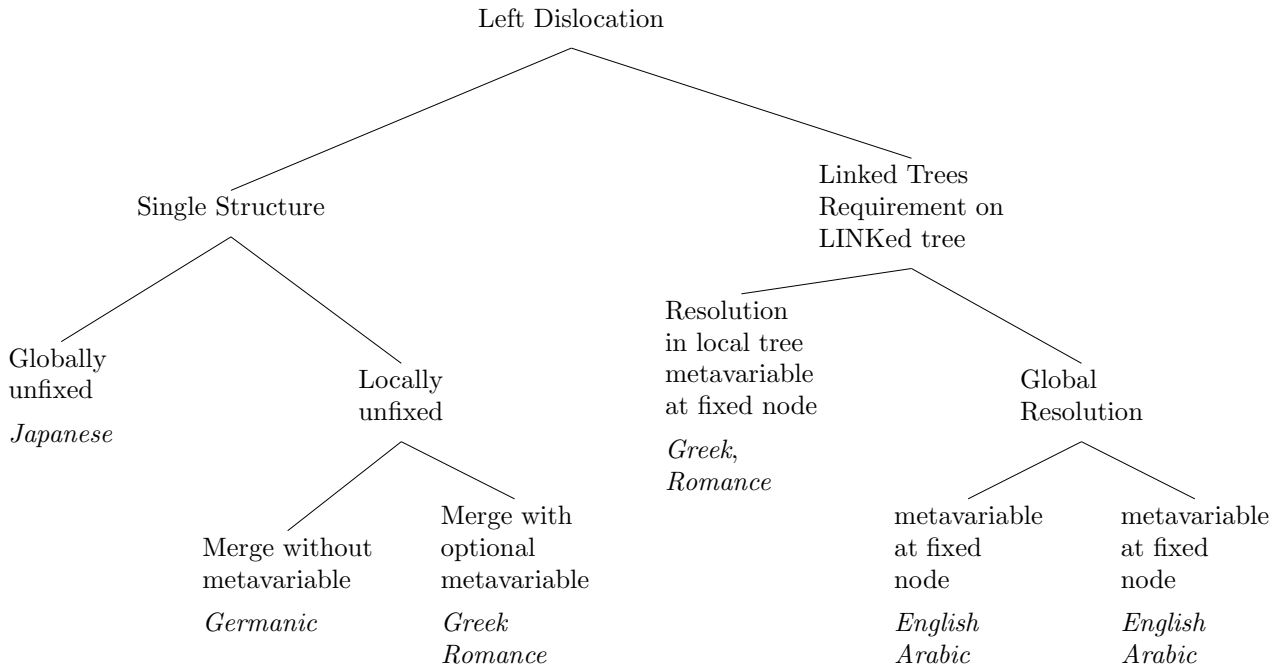 Left Dislocation
Single Structure
Linked Trees
Requirement on
LINKed tree
Globally
unfixed
Japanese
Locally
unfixed
Resolution
in local tree
metavariable
at fixed node
Greek,
Romance
Global
Resolution
Merge without
metavariable
Germanic
Merge with
optional
metavariable
Greek
Romance
metavariable
at fixed
node
English
Arabic
metavariable
at fixed
node
English
Arabic